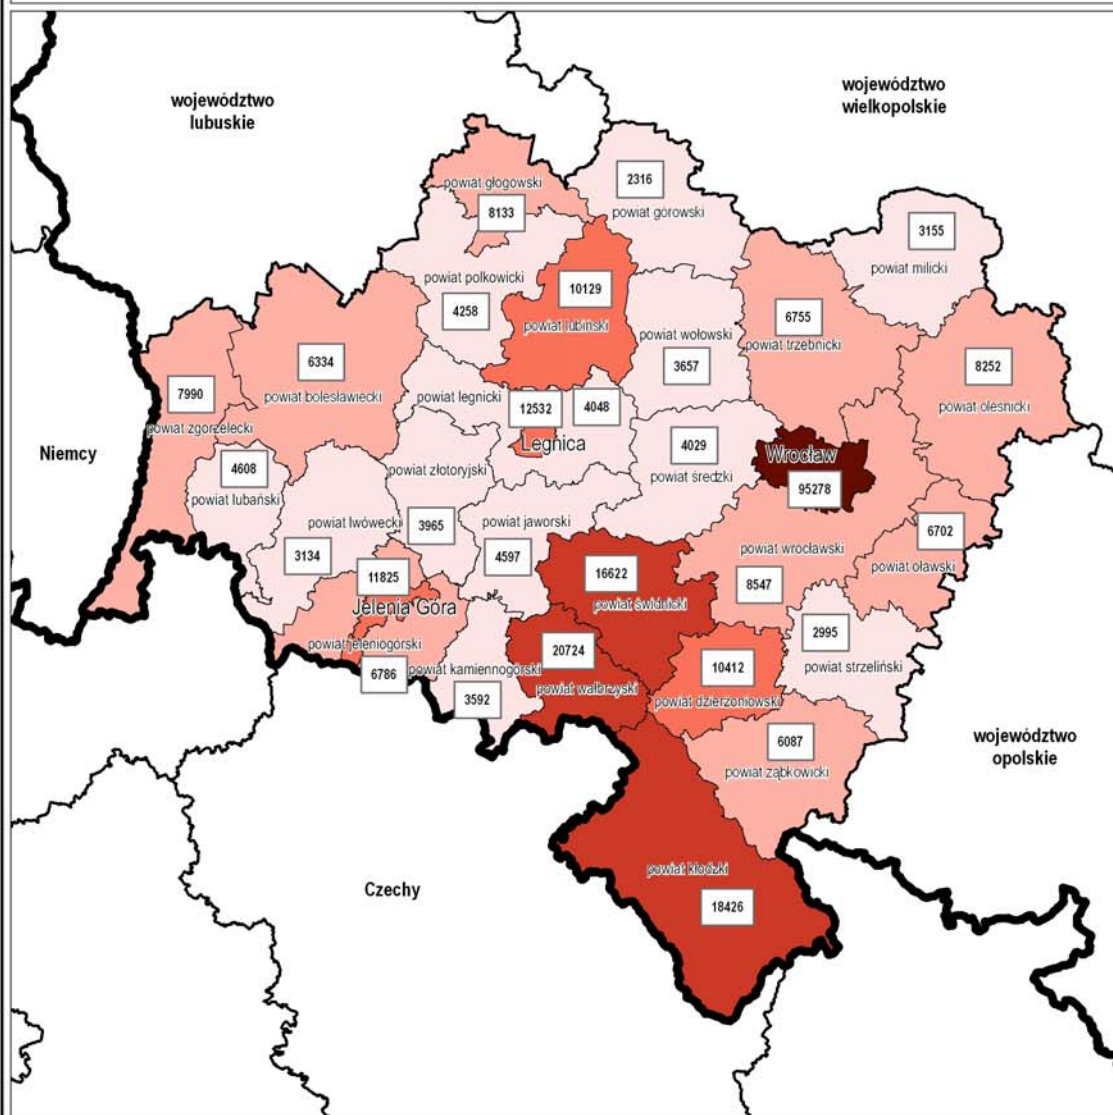 województwo
lubuskie
województwo
wielkopolskie
powiat głogowski
8133
2316
powiat górowski
3155
powiat milicki
powiat polkowicki
4258
10129
powiat lubiński
powiat wołowski
3657
6755
powiat trzebnicki
8252
powiat oleśnicki
7990
powiat zgorzelecki
6334
powiat bolesławiecki
powiat legnicki
12532
4048
Legnica
Niemcy
4608
powiat lubański
powiat złotoryjski
3965
4029
powiat średzki
Wrocław
95278
powiat lwówecki
3134
powiat jaworski
4597
6702
powiat oławski
powiat wrocławski
8547
11825
Jelenia Góra
powiat jeleniogórski
6786
16622
powiat świdnicki
2995
powiat strzeliński
powiat kamiennogórski
3592
20724
powiat wałbrzyski
10412
powiat dzierżoniowski
6087
powiat ząbkowicki
województwo
opolskie
powiat kłodzki
18426
Czechy